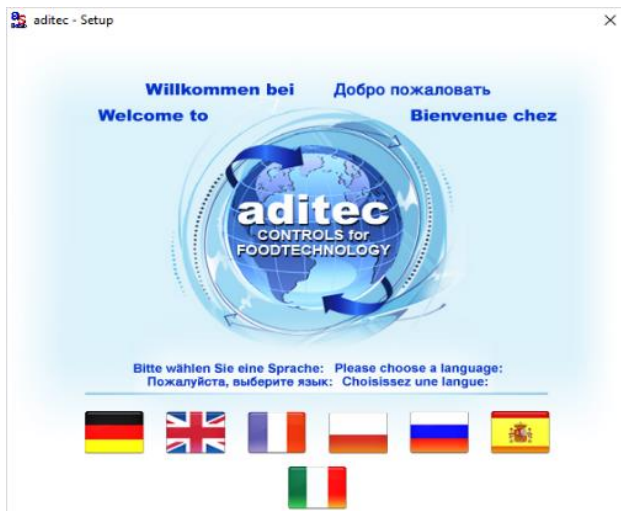 aditec - Setup
Willkommen bei Добро пожаловать
Welcome to Bienvenue chez
aditec
CONTROLS for
FOODTECHNOLOGY
Bitte wählen Sie eine Sprache: Please choose a language:
Пожалуйста, выберите язык: Choisissez une langue: